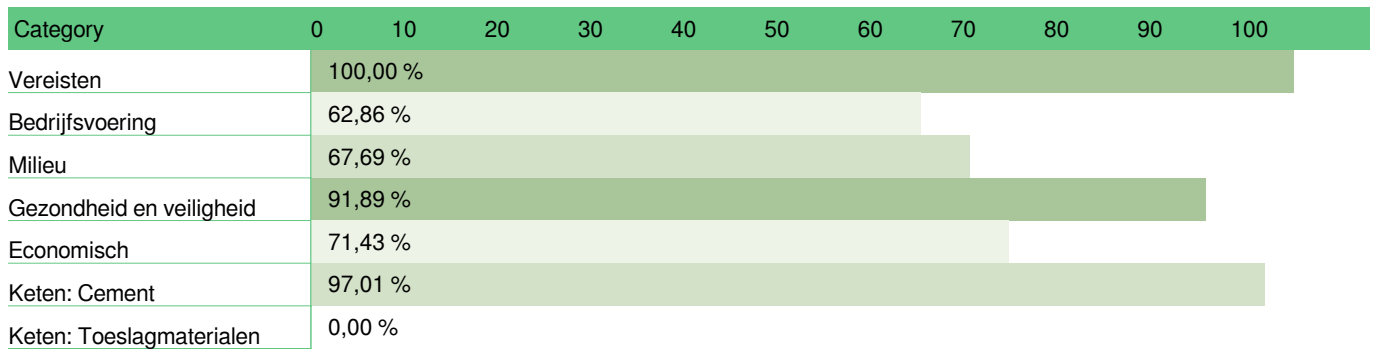 Category 0 10 20 30 40 50 60 70 80 90 100
Vereisten 100,00 %
Bedrijfsvoering 62,86 %
Milieu 67,69 %
Gezondheid en veiligheid 91,89 %
Economisch 71,43 %
Keten: Cement 97,01 %
Keten: Toeslagmaterialen 0,00 %